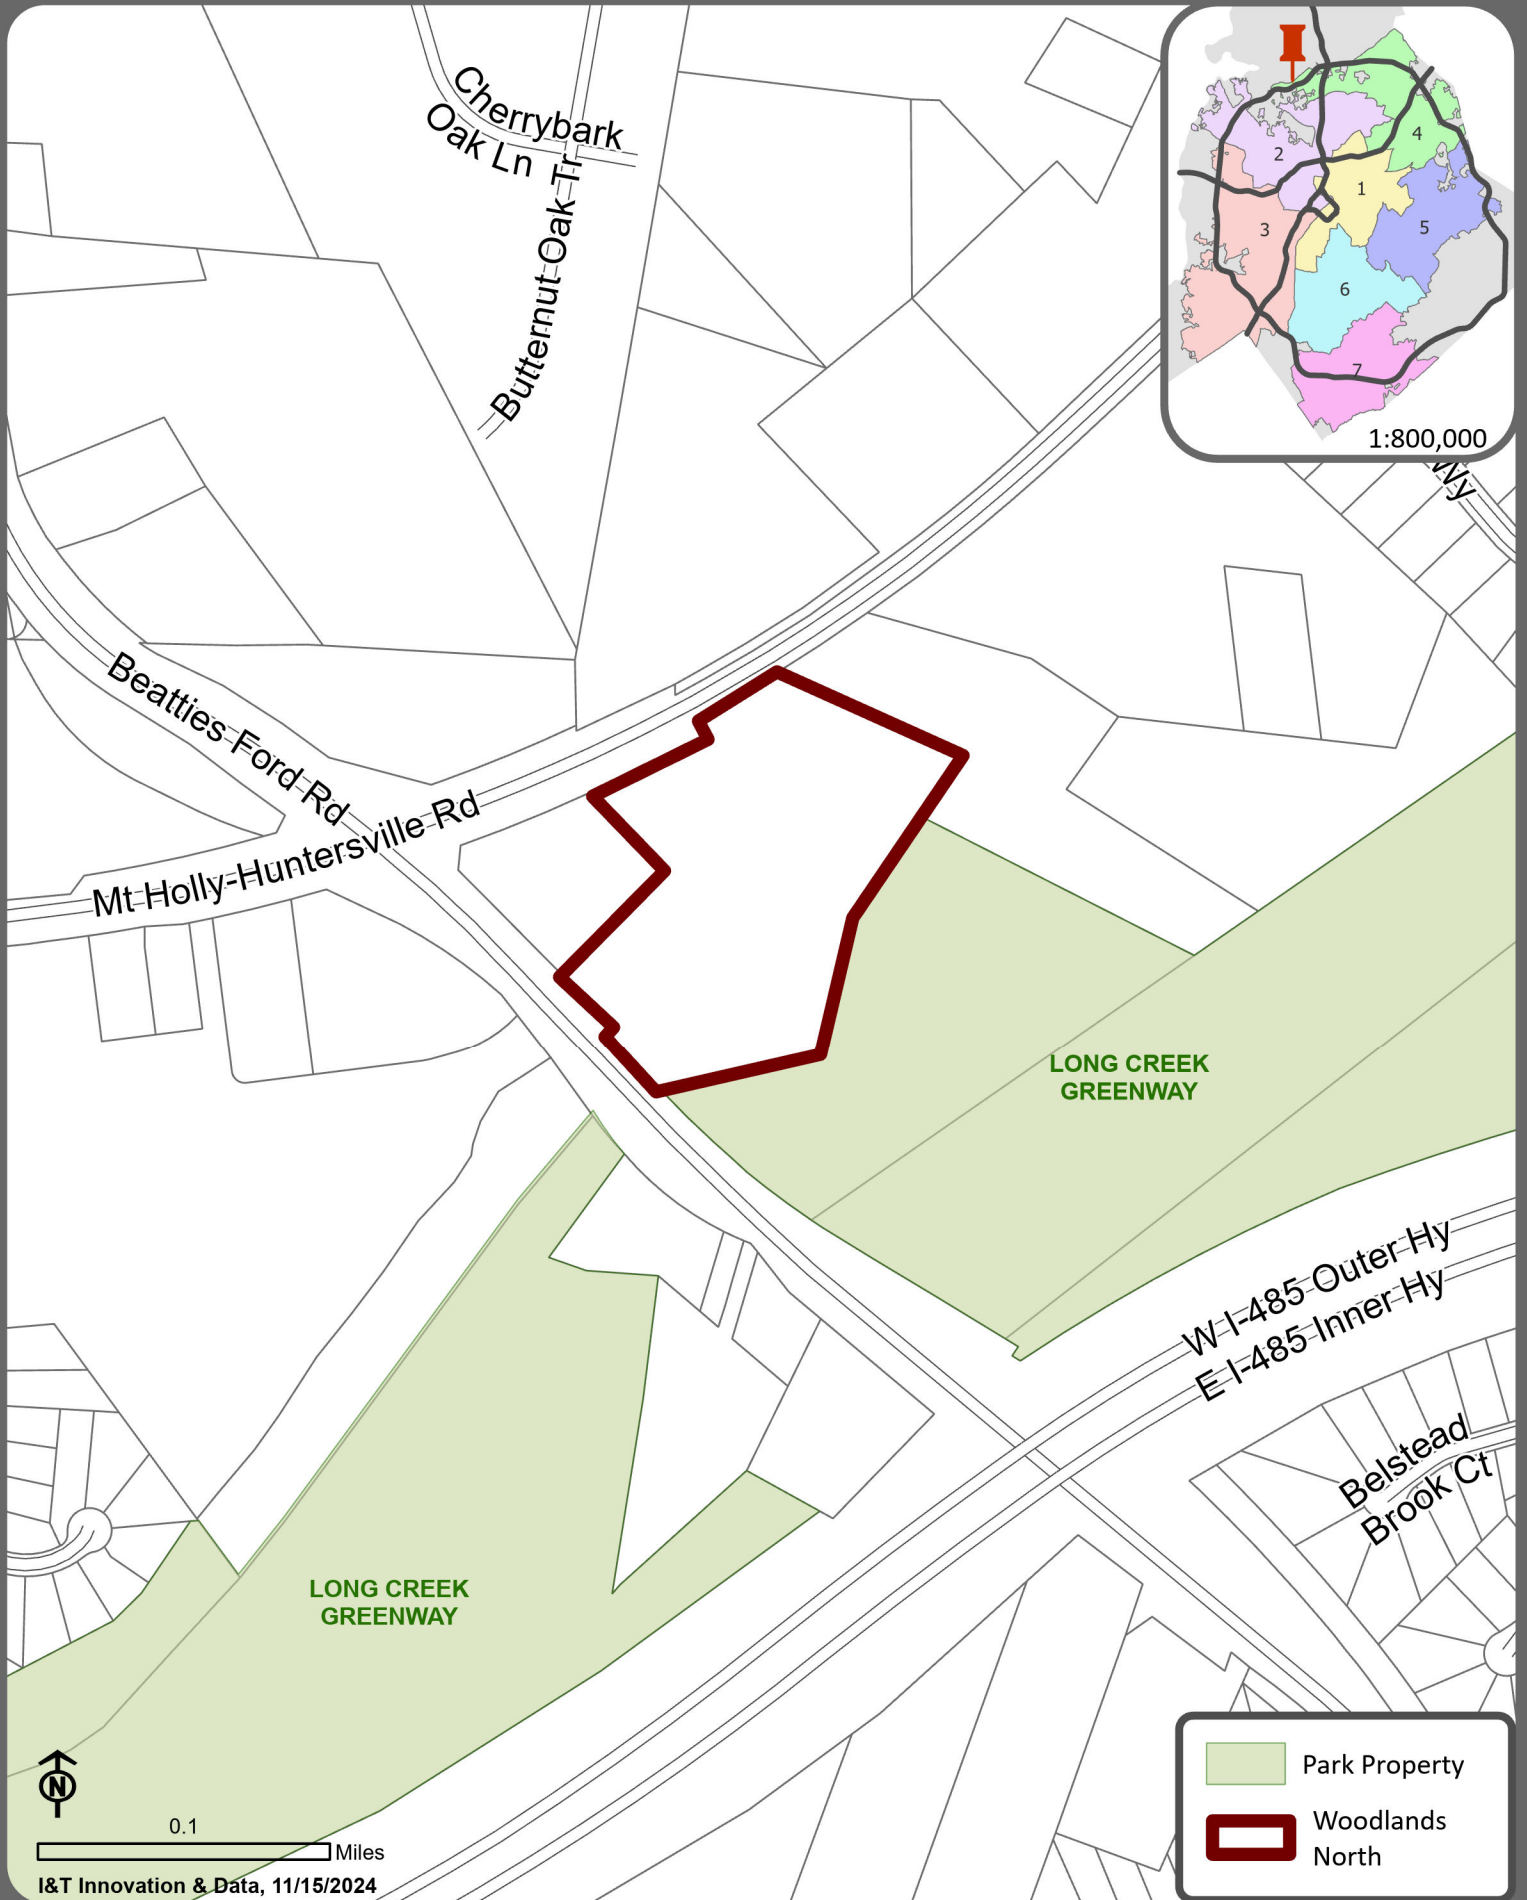 Cherrybark
Oak Ln
Butternut Oak Tr
2
4
1
3
5
6
7
1:800,000
Wy
Beatties Ford Rd
Mt Holly-Huntersville Rd
LONG CREEK
GREENWAY
W I-485 Outer Hy
E I-485 Inner Hy
Belstead
Brook Ct
LONG CREEK
GREENWAY
N
0.1
Miles
I&T Innovation & Data, 11/15/2024
Park Property
Woodlands
North